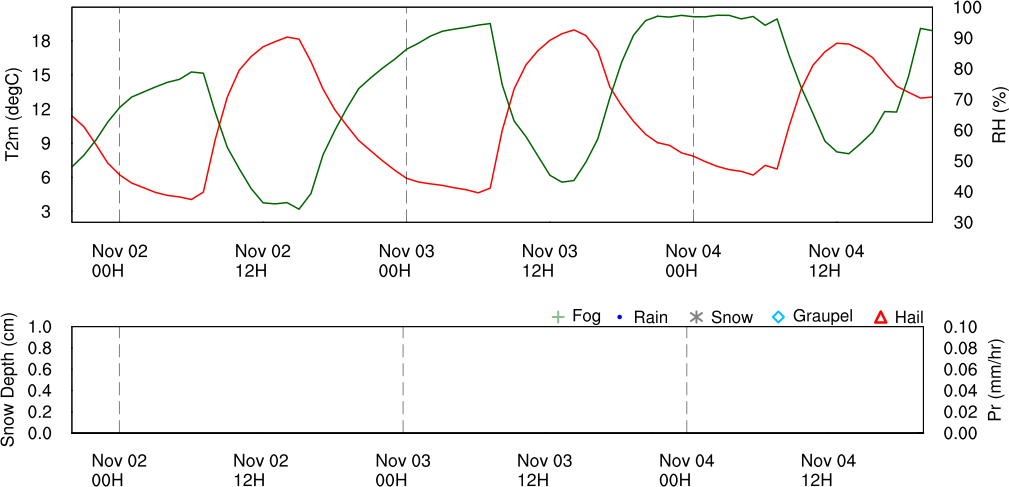 T2m (degC)
18
15
12
9
6
3
100
90
80
70
60
50
40
30
RH (%)
Nov 02 00H
Nov 02 12H
Nov 03 00H
Nov 03 12H
Nov 04 00H
Nov 04 12H
Fog Rain Snow Graupel Hail
Snow Depth (cm)
1.0
0.8
0.6
0.4
0.2
0.0
0.10
0.08
0.06
0.04
0.02
0.00
Pr (mm/hr)
Nov 02 00H
Nov 02 12H
Nov 03 00H
Nov 03 12H
Nov 04 00H
Nov 04 12H